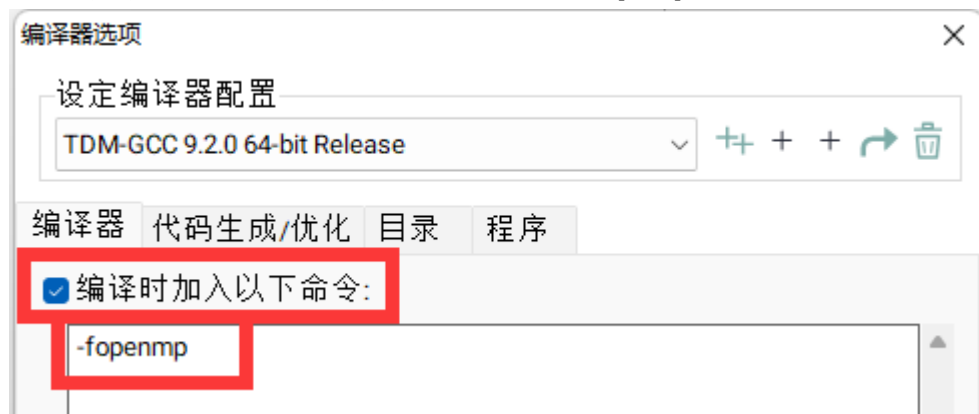 编译器选项
设定编译器配置
TDM-GCC 9.2.0 64-bit Release
编译器 代码生成/优化 目录 程序
编译时加入以下命令:
-fopenmp